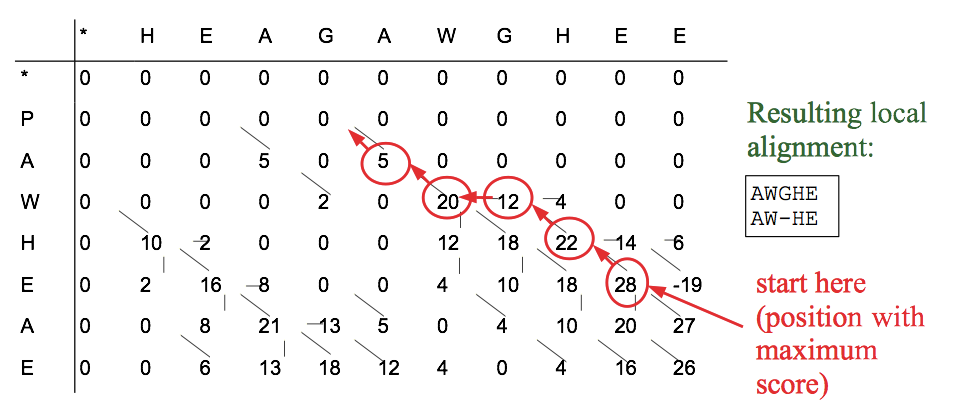 * H E A G A W G H E E
* 0 0 0 0 0 0 0 0 0 0 0
P 0 0 0 0 0 0 0 0 0 0 0
A 0 0 0 5 0 5 0 0 0 0 0
W 0 0 0 0 2 0 20 12 4 0 0
H 0 10 2 0 0 0 12 18 22 14 6
E 0 2 16 8 0 0 4 10 18 28 -19
A 0 0 8 21 13 5 0 4 10 20 27
E 0 0 6 13 18 12 4 0 4 16 26
Resulting local
alignment:
AWGHE
AW-HE
start here
(position with
maximum
score)